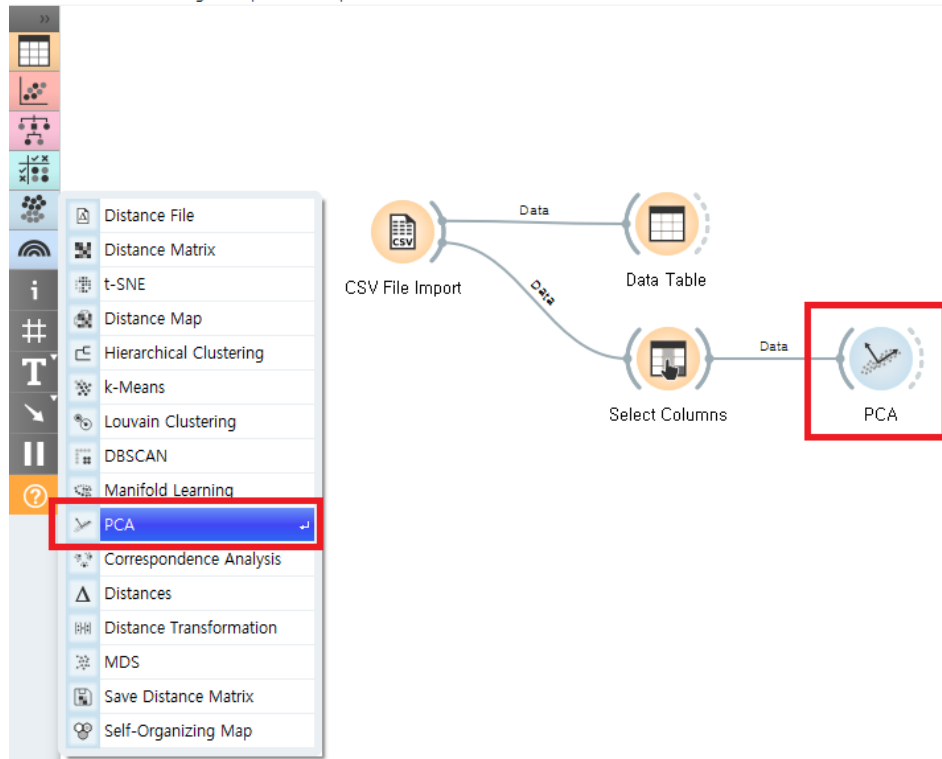 Distance File
Distance Matrix
t-SNE
Distance Map
Hierarchical Clustering
k-Means
Louvain Clustering
DBSCAN
Manifold Learning
PCA
Correspondence Analysis
Distances
Distance Transformation
MDS
Save Distance Matrix
Self-Organizing Map
CSV
CSV File Import
Data
Data Table
Data
Select Columns
Data
PCA